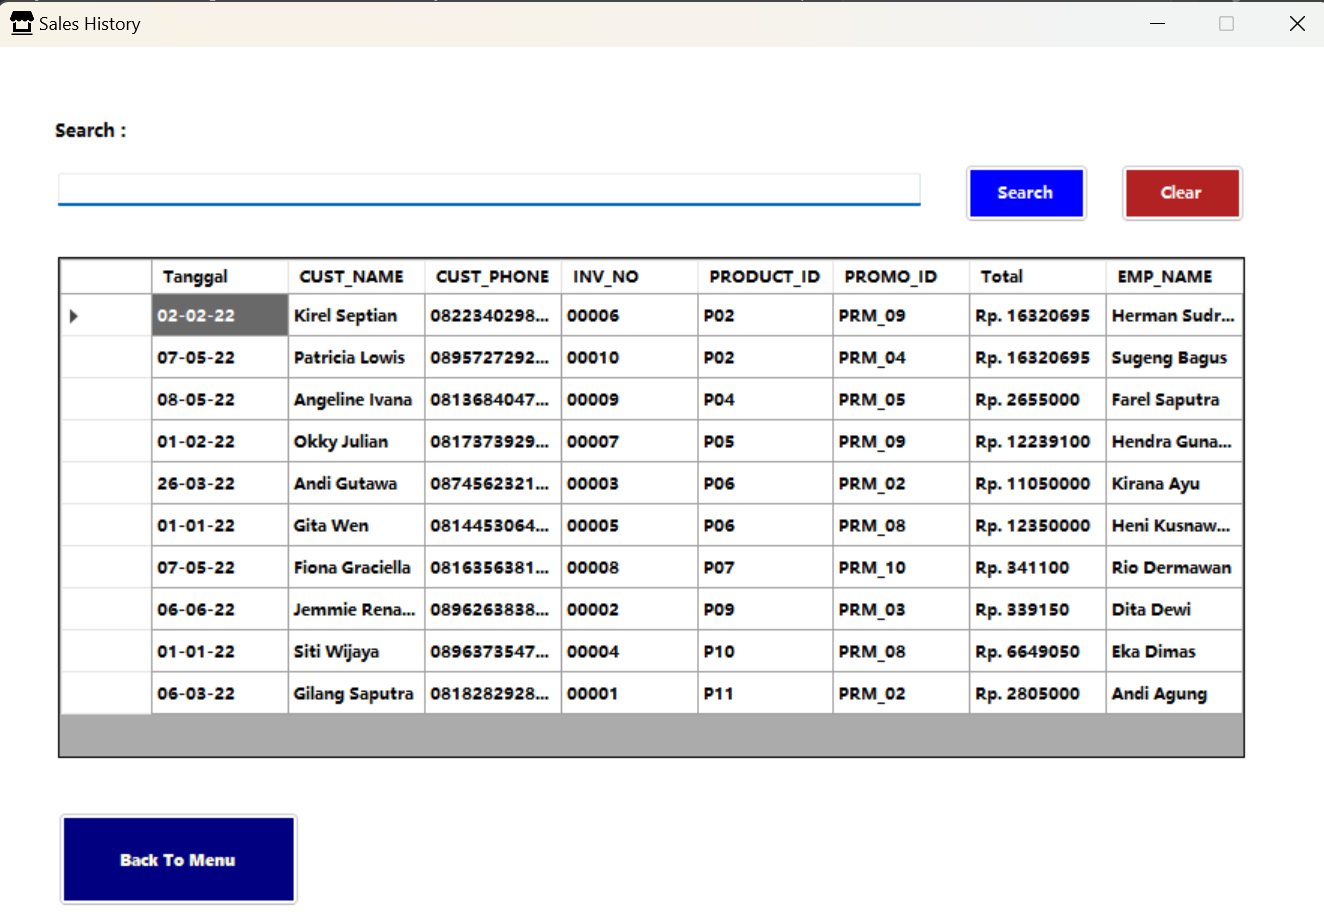 Sales History
Search :
Search Clear
Tanggal CUST_NAME CUST_PHONE INV_NO PRODUCT_ID PROMO_ID Total EMP_NAME
02-02-22 Kirel Septian 0822340298... 00006 P02 PRM_09 Rp. 16320695 Herman Sudr...
07-05-22 Patricia Lowis 0895727292... 00010 P02 PRM_04 Rp. 16320695 Sugeng Bagus
08-05-22 Angeline Ivana 0813684047... 00009 P04 PRM_05 Rp. 2655000 Farel Saputra
01-02-22 Okky Julian 0817373929... 00007 P05 PRM_09 Rp. 12239100 Hendra Guna...
26-03-22 Andi Gutawa 0874562321... 00003 P06 PRM_02 Rp. 11050000 Kirana Ayu
01-01-22 Gita Wen 0814453064... 00005 P06 PRM_08 Rp. 12350000 Heni Kusnaw...
07-05-22 Fiona Graciella 0816356381... 00008 P07 PRM_10 Rp. 341100 Rio Dermawan
06-06-22 Jemmie Rena... 0896263838... 00002 P09 PRM_03 Rp. 339150 Dita Dewi
01-01-22 Siti Wijaya 0896373547... 00004 P10 PRM_08 Rp. 6649050 Eka Dimas
06-03-22 Gilang Saputra 0818282928... 00001 P11 PRM_02 Rp. 2805000 Andi Agung
Back To Menu